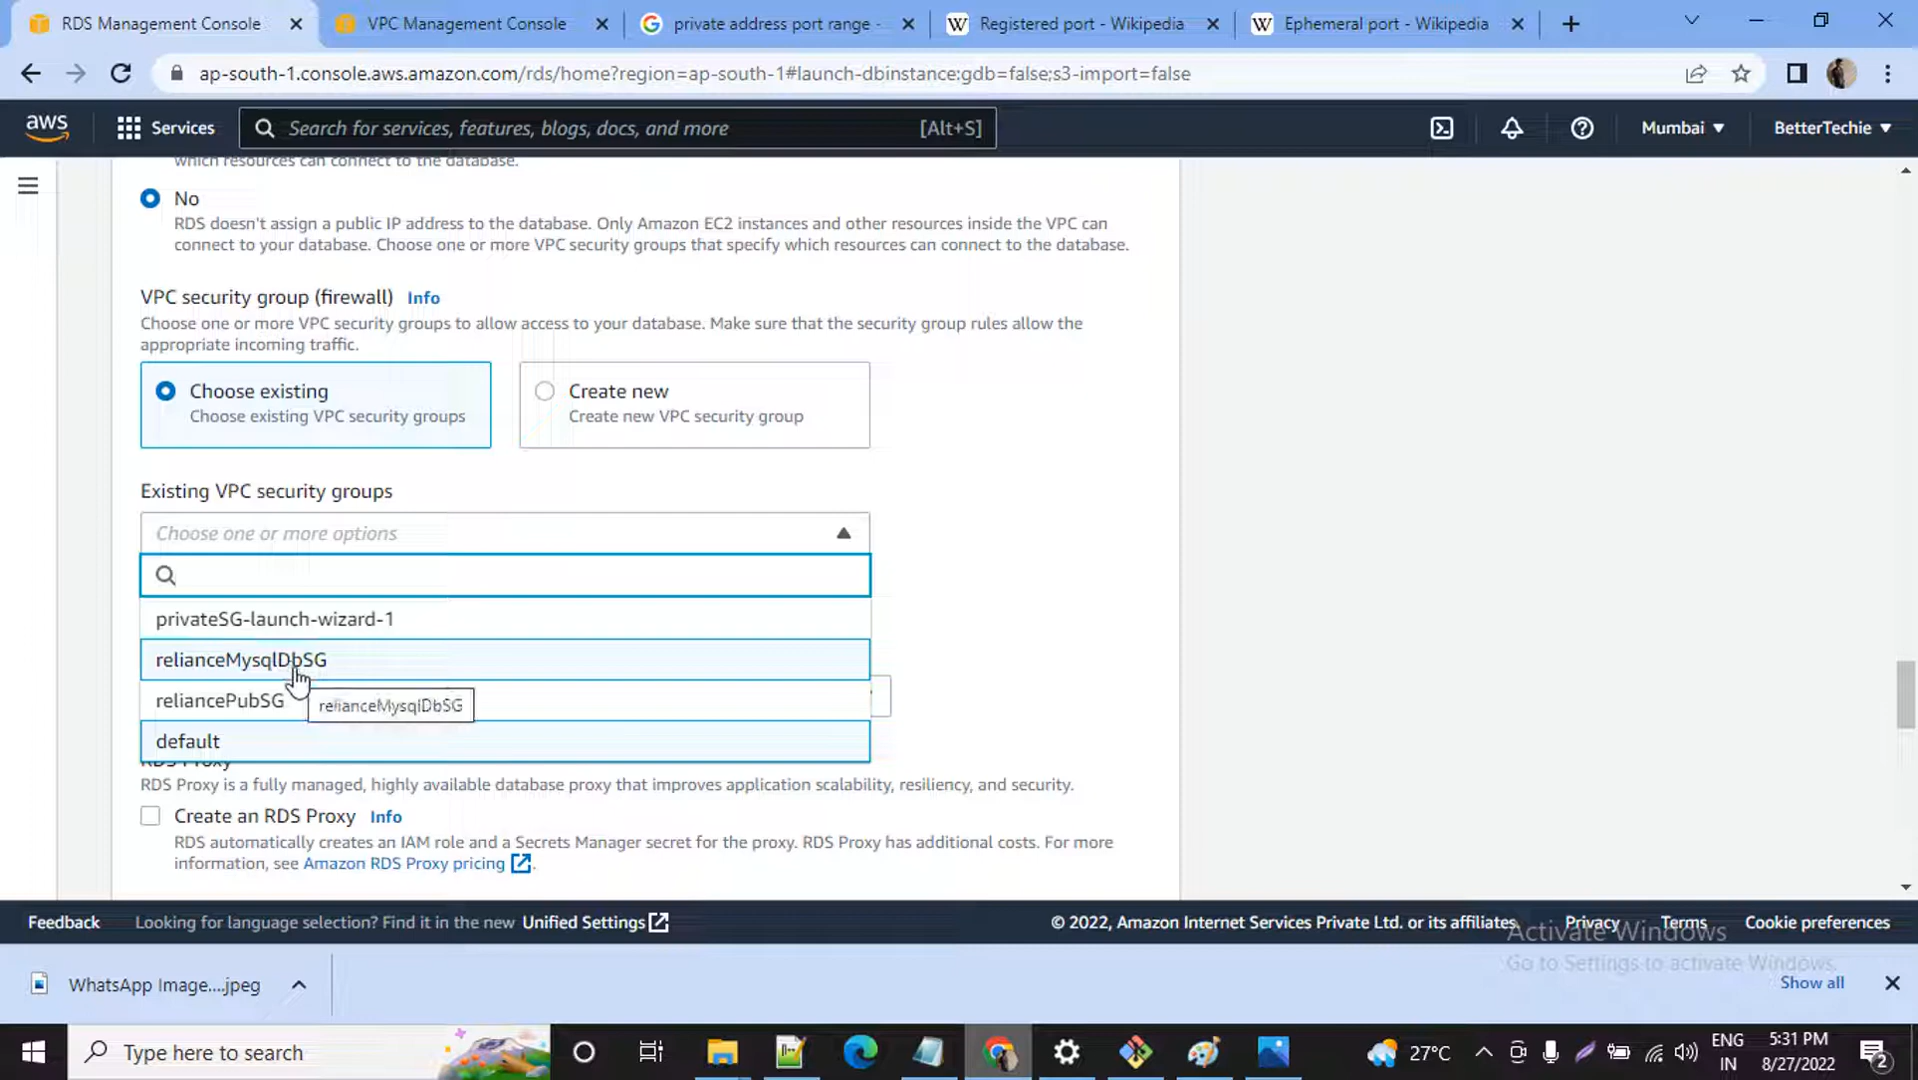 RDS Management Console
VPC Management Console
private address port range -
Registered port - Wikipedia
Ephemeral port - Wikipedia
ap-south-1.console.aws.amazon.com/rds/home?region=ap-south-1#launch-dbinstance:gdb=false;s3-import=false
aws
Services
Search for services, features, blogs, docs, and more
[Alt+S]
Mumbai
BetterTechie
which resources can connect to the database.
No
RDS doesn't assign a public IP address to the database. Only Amazon EC2 instances and other resources inside the VPC can
connect to your database. Choose one or more VPC security groups that specify which resources can connect to the database.
VPC security group (firewall) Info
Choose one or more VPC security groups to allow access to your database. Make sure that the security group rules allow the
appropriate incoming traffic.
Choose existing
Choose existing VPC security groups
Create new
Create new VPC security group
Existing VPC security groups
Choose one or more options
privateSG-launch-wizard-1
relianceMysqlDbSG
reliancePubSG
relianceMysqlDbSG
default
RDS Proxy
RDS Proxy is a fully managed, highly available database proxy that improves application scalability, resiliency, and security.
Create an RDS Proxy Info
RDS automatically creates an IAM role and a Secrets Manager secret for the proxy. RDS Proxy has additional costs. For more
information, see Amazon RDS Proxy pricing.
Feedback
Looking for language selection? Find it in the new Unified Settings
© 2022, Amazon Internet Services Private Ltd. or its affiliates.
Privacy
Terms
Cookie preferences
Activate Windows
Go to Settings to activate Windows.
WhatsApp Image....jpeg
Show all
Type here to search
27°C
ENG
IN
5:31 PM
8/27/2022
2